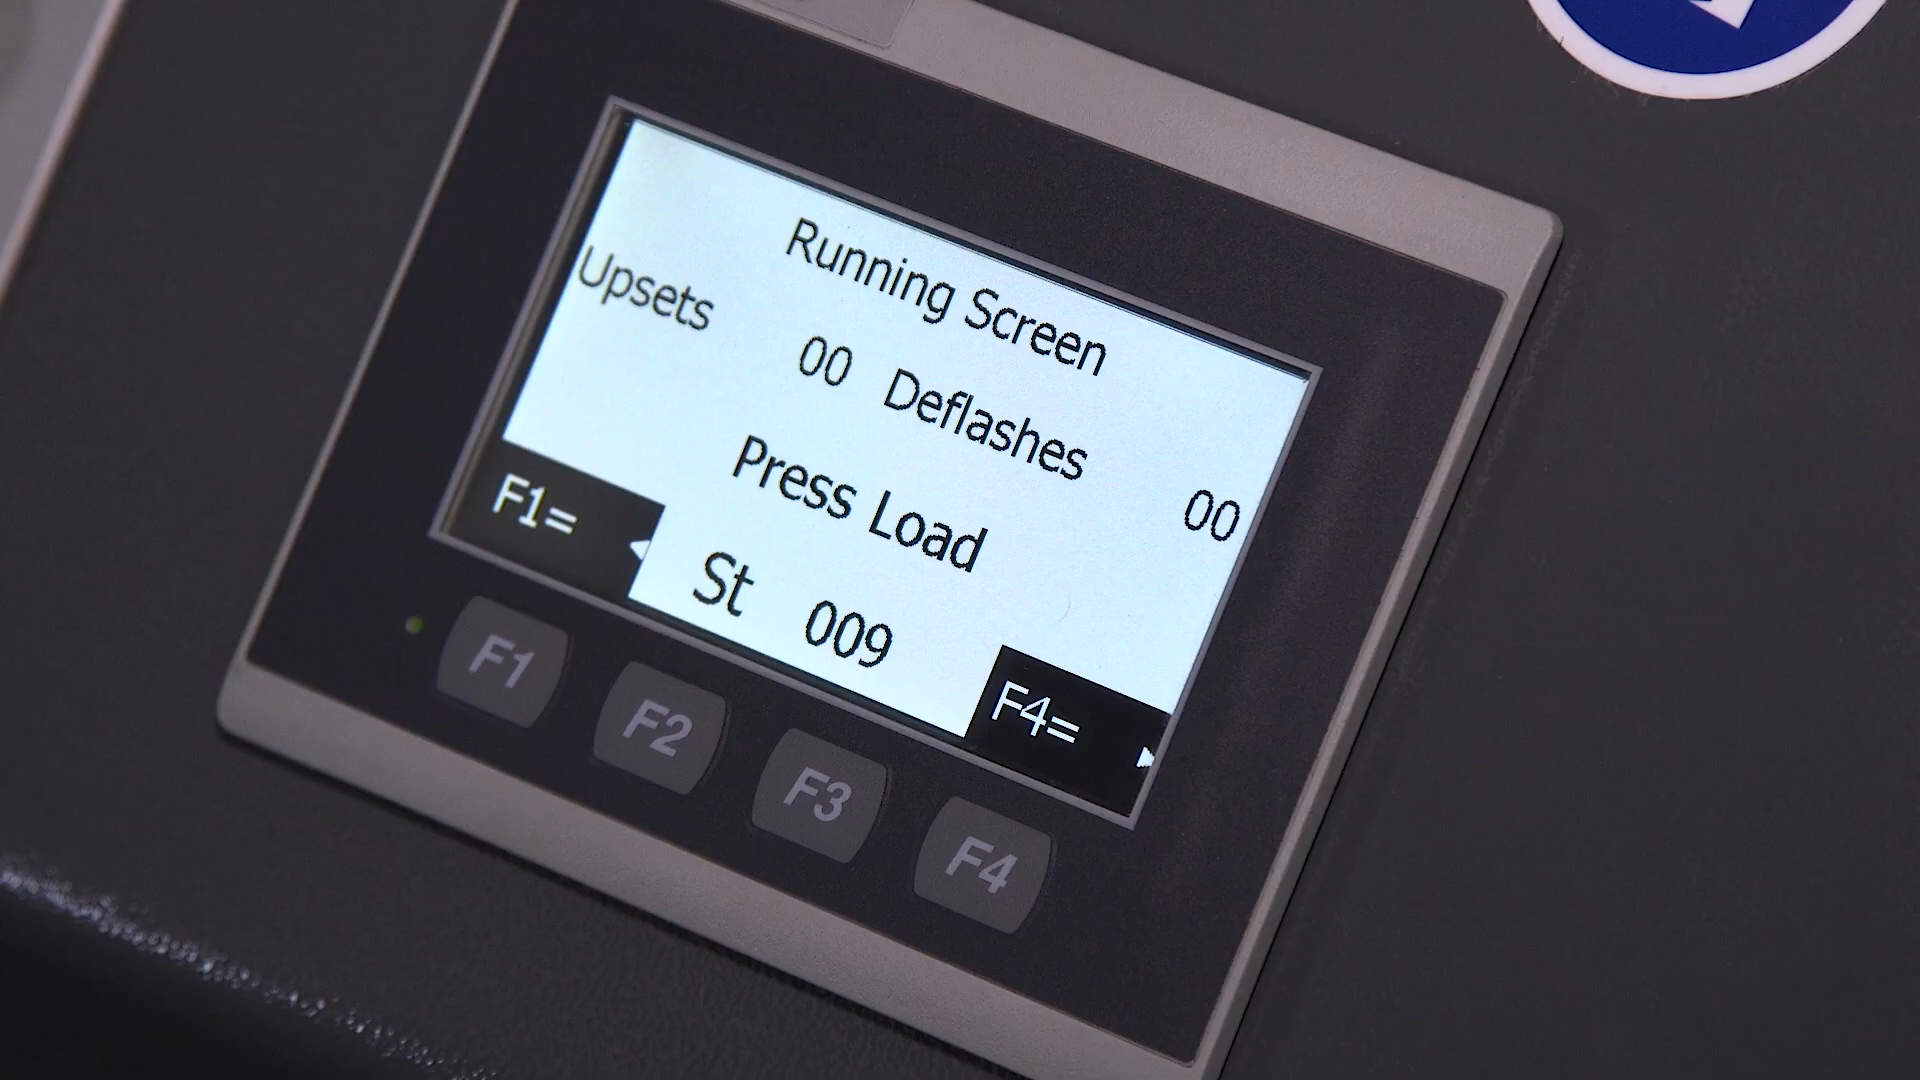 Running Screen
Upsets 00 Deflashes 00
Press Load
St 009
F1=
F4=
F1 F2 F3 F4